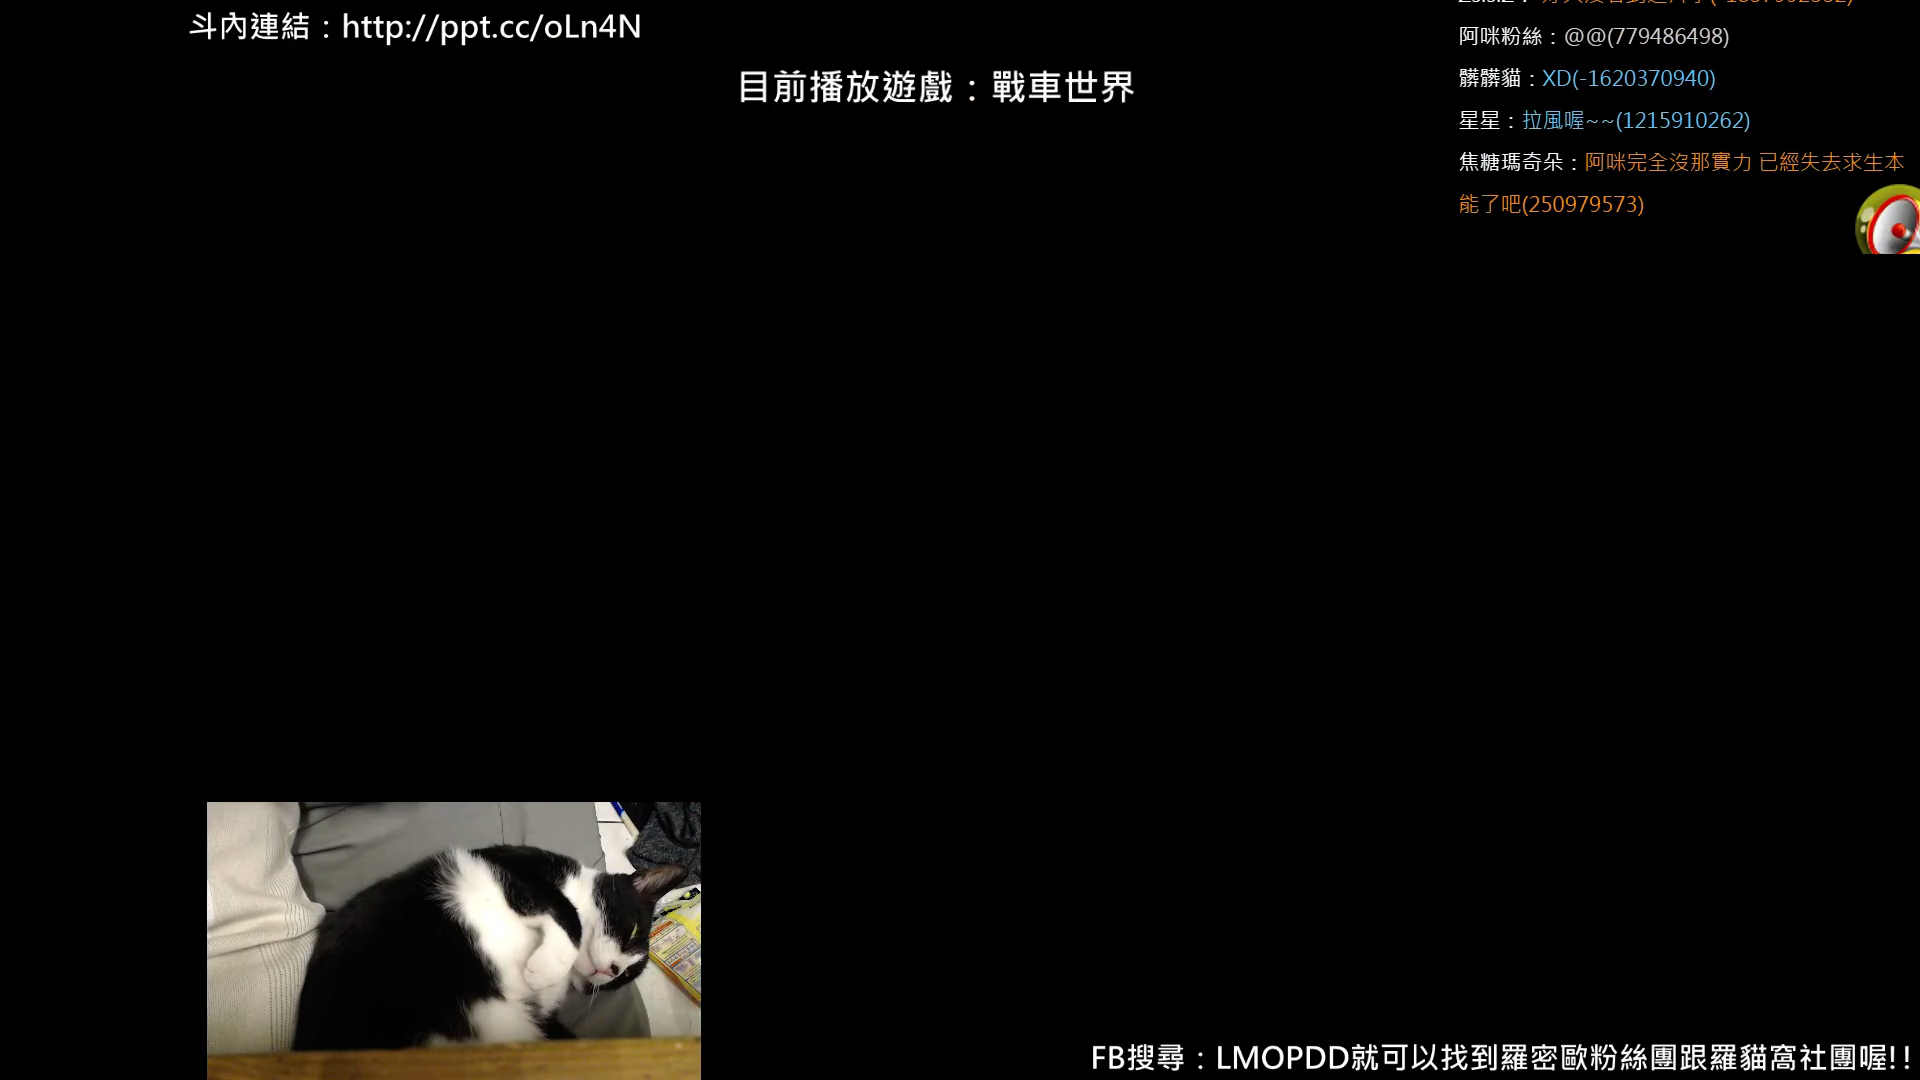 斗內連結：http://ppt.cc/oLn4N
目前播放遊戲：戰車世界
阿咪粉絲：@@(779486498)
髒髒貓：XD(-1620370940)
星星：拉風喔~~(1215910262)
焦糖瑪奇朵：阿咪完全沒那實力 已經失去求生本
能了吧(250979573)
FB搜尋：LMOPDD就可以找到羅密歐粉絲團跟羅貓窩社團喔!!